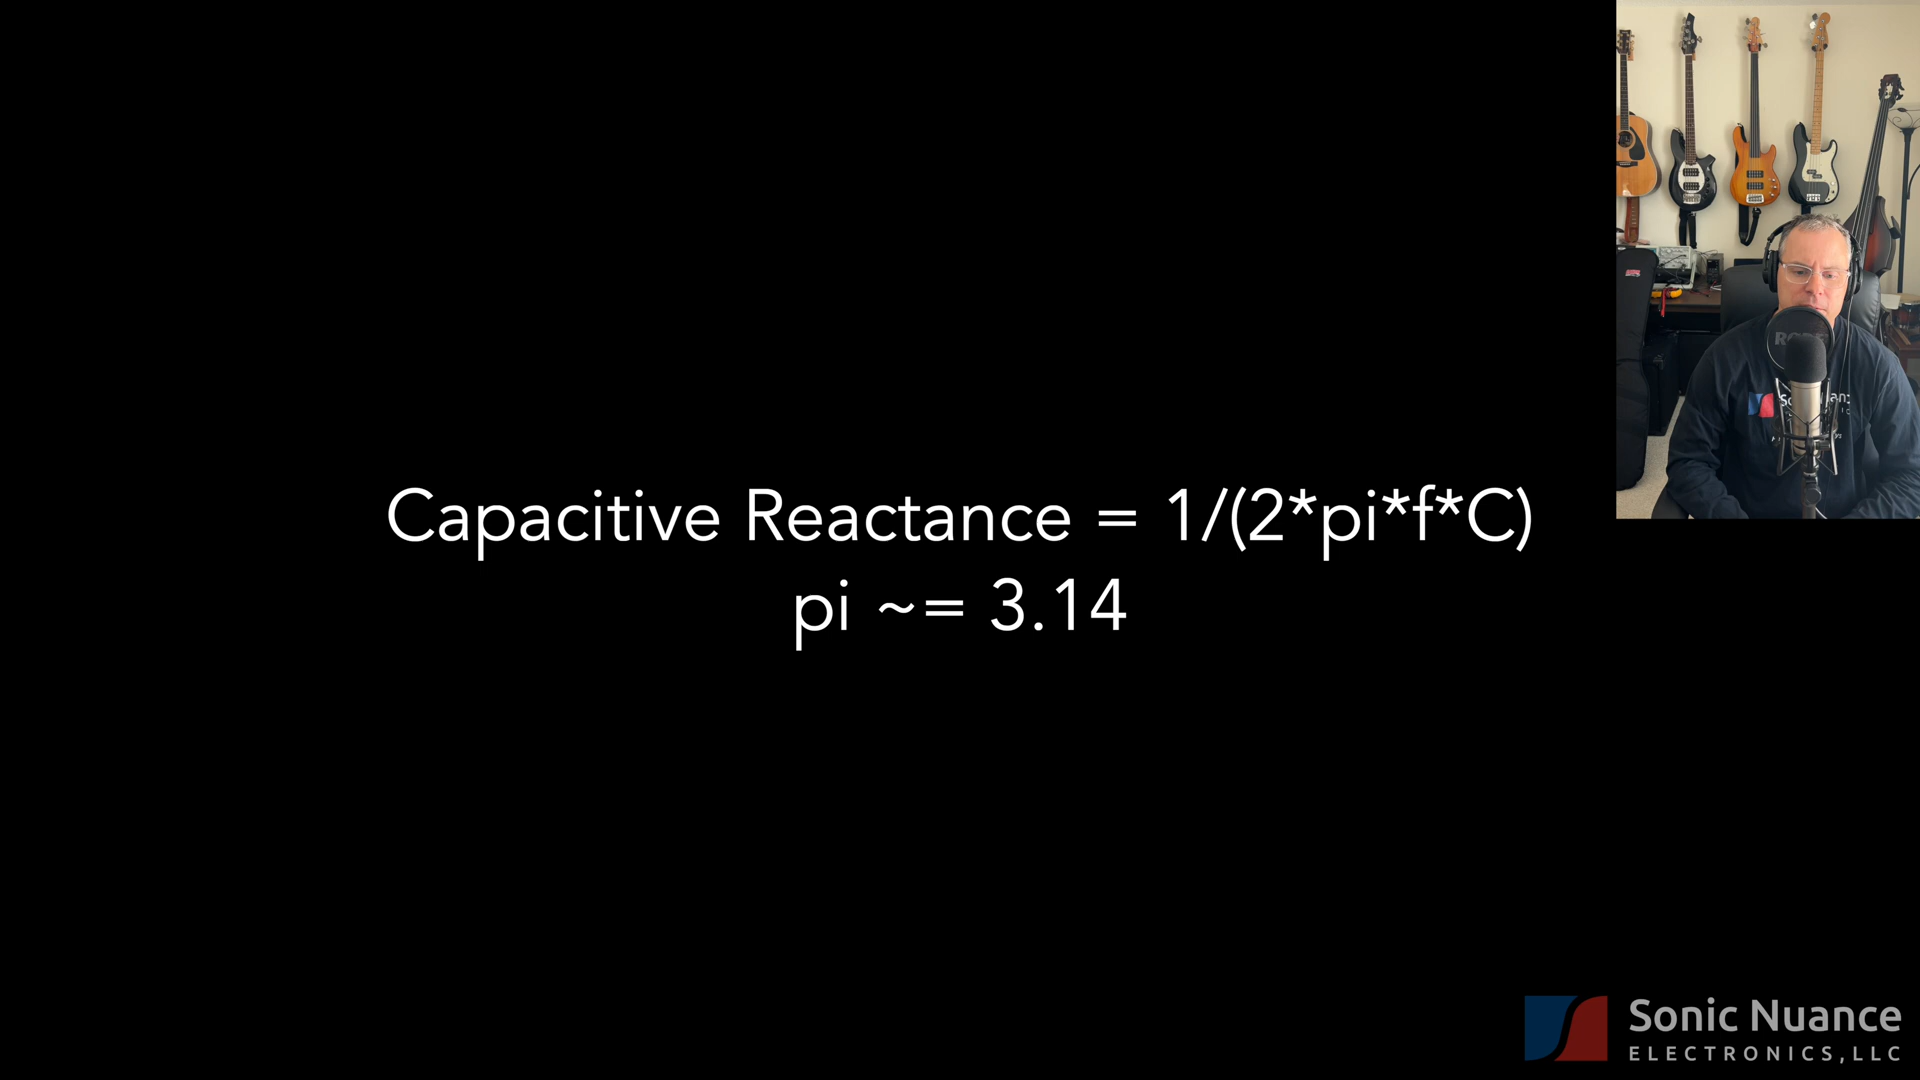 Capacitive Reactance = 1/(2*pi*f*C)
pi ~= 3.14
Sonic Nuance
ELECTRONICS,LLC